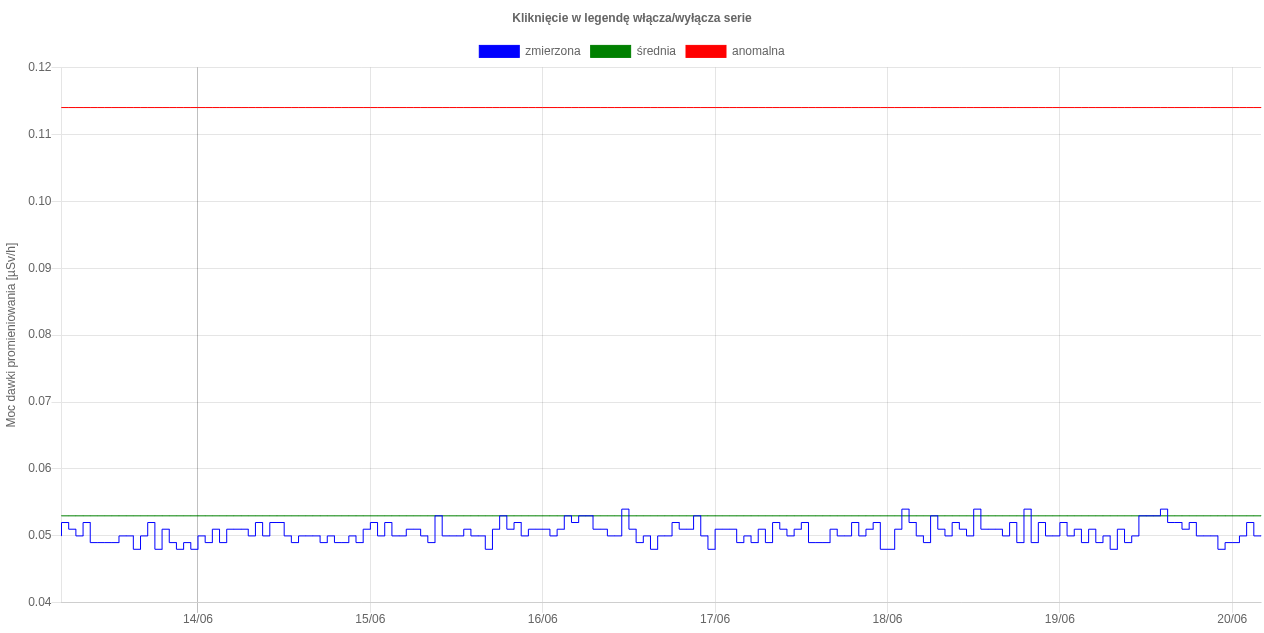 Kliknięcie w legendę włącza/wyłącza serie
zmierzona średnia anomalna
Moc dawki promieniowania [µSv/h]
0.12
0.11
0.10
0.09
0.08
0.07
0.06
0.05
0.04
14/06 15/06 16/06 17/06 18/06 19/06 20/06